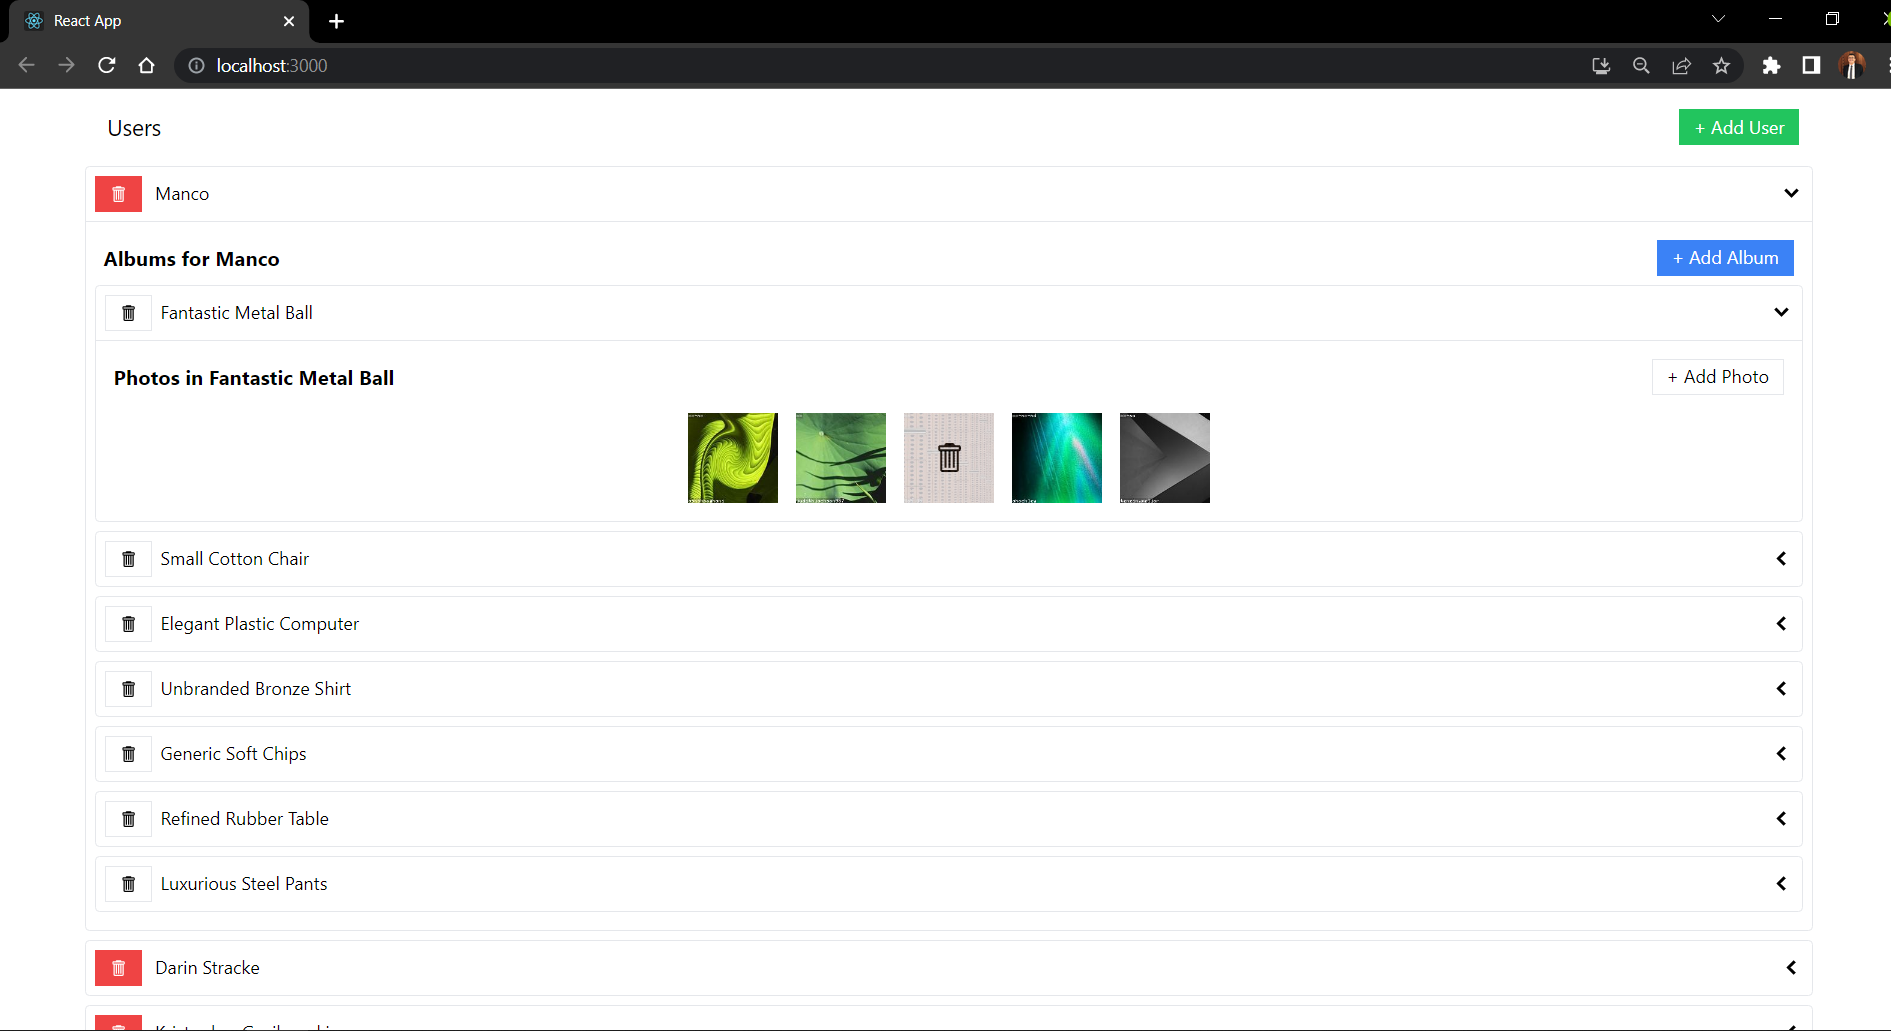 React App
localhost:3000
Users
+ Add User
Manco
Albums for Manco
+ Add Album
Fantastic Metal Ball
Photos in Fantastic Metal Ball
+ Add Photo
Small Cotton Chair
Elegant Plastic Computer
Unbranded Bronze Shirt
Generic Soft Chips
Refined Rubber Table
Luxurious Steel Pants
Darin Stracke